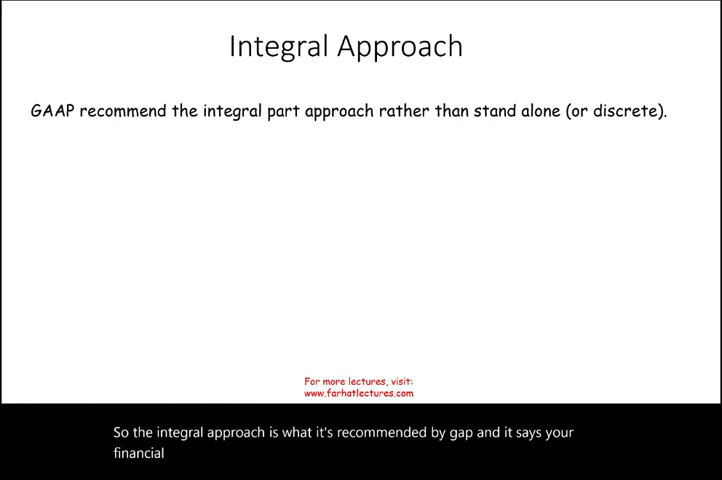 Integral Approach
GAAP recommend the integral part approach rather than stand alone (or discrete).
For more lectures, visit:
www.farhatlectures.com
So the integral approach is what it's recommended by gap and it says your
financial